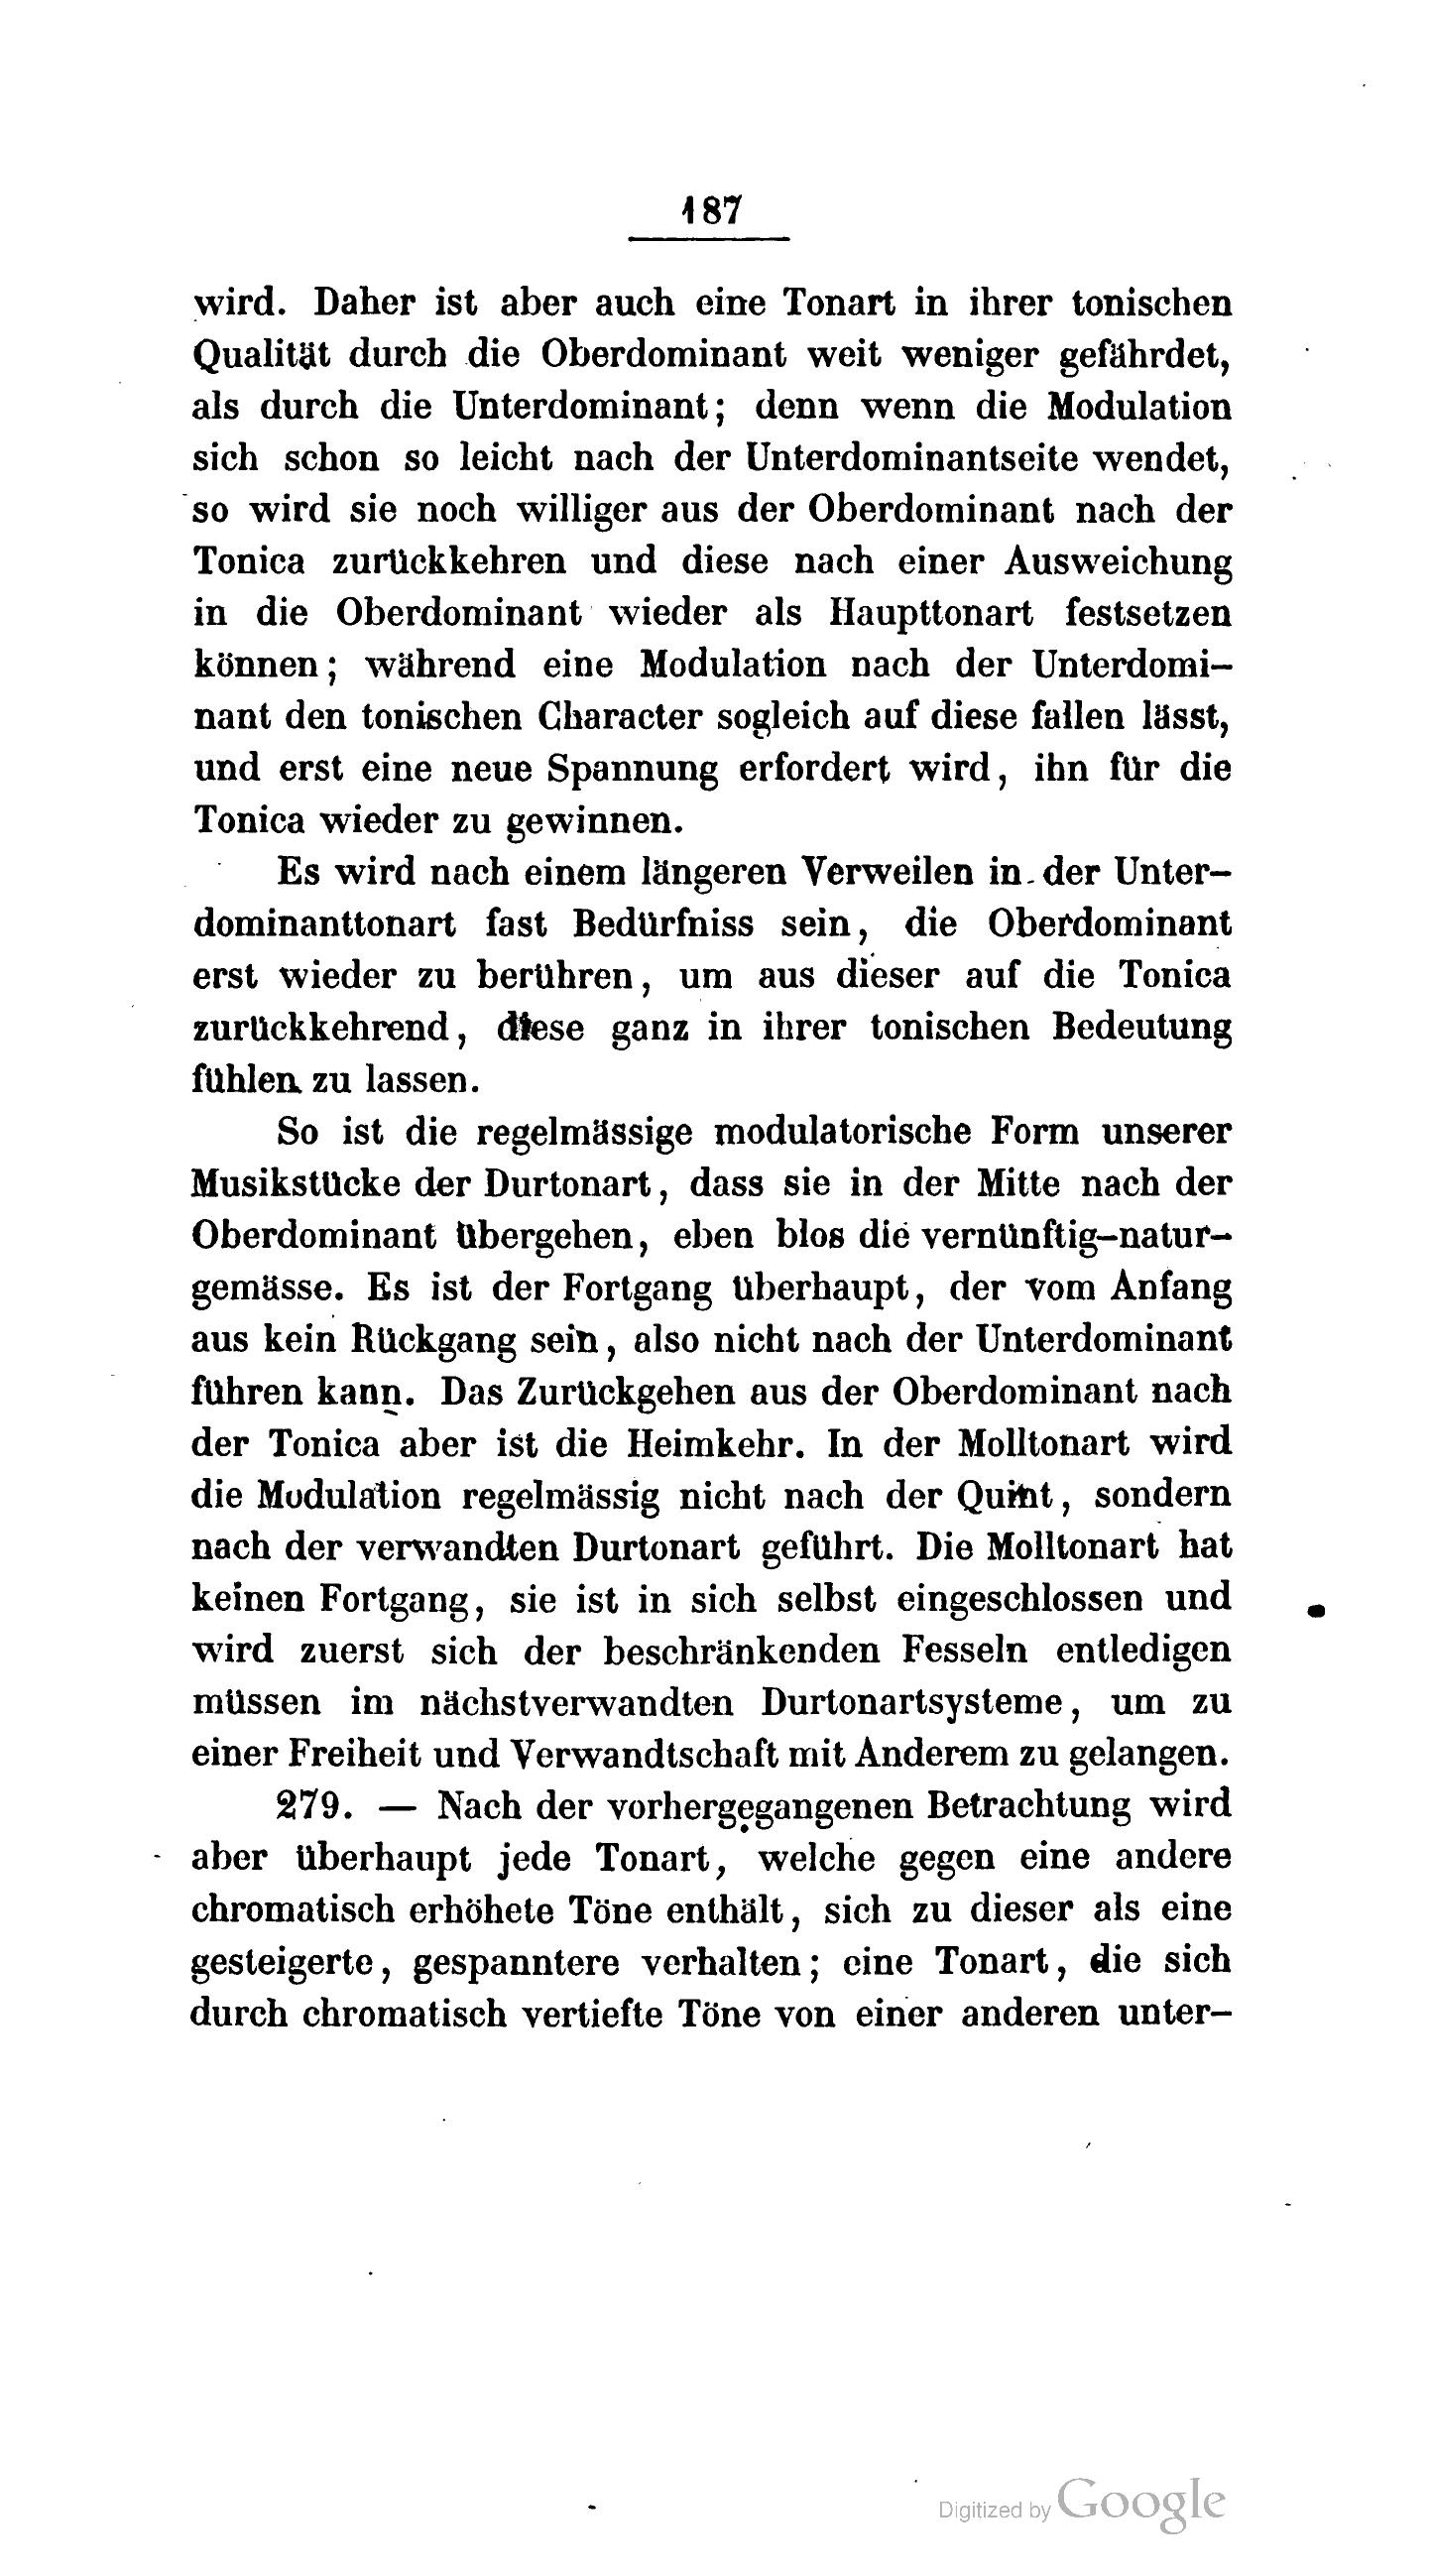 187
wird. Daher ist aber auch eine Tonart in ihrer tonischen
Qualität durch die Oberdominant weit weniger gefährdet,
als durch die Unterdominant; denn wenn die Modulation
sich schon so leicht nach der Unterdominantseite wendet,
so wird sie noch williger aus der Oberdominant nach der
Tonica zurückkehren und diese nach einer Ausweichung
in die Oberdominant wieder als Haupttonart festsetzen
können; während eine Modulation nach der Unterdomi-
nant den tonischen Character sogleich auf diese fallen lässt,
und erst eine neue Spannung erfordert wird, ihn für die
Tonica wieder zu gewinnen.
Es wird nach einem längeren Verweilen in der Unter-
dominanttonart fast Bedürfniss sein, die Oberdominant
erst wieder zu berühren, um aus dieser auf die Tonica
zurückkehrend, diese ganz in ihrer tonischen Bedeutung
fühlen zu lassen.
So ist die regelmässige modulatorische Form unserer
Musikstücke der Durtonart, dass sie in der Mitte nach der
Oberdominant übergehen, eben blos die vernünftig-natur-
gemässe. Es ist der Fortgang überhaupt, der vom Anfang
aus kein Rückgang sein, also nicht nach der Unterdominant
führen kann. Das Zurückgehen aus der Oberdominant nach
der Tonica aber ist die Heimkehr. In der Molltonart wird
die Modulation regelmässig nicht nach der Quint, sondern
nach der verwandten Durtonart geführt. Die Molltonart hat
keinen Fortgang, sie ist in sich selbst eingeschlossen und
wird zuerst sich der beschränkenden Fesseln entledigen
müssen im nächstverwandten Durtonartsysteme, um zu
einer Freiheit und Verwandtschaft mit Anderem zu gelangen.
279. — Nach der vorhergegangenen Betrachtung wird
aber überhaupt jede Tonart, welche gegen eine andere
chromatisch erhöhete Töne enthält, sich zu dieser als eine
gesteigerte, gespanntere verhalten; eine Tonart, die sich
durch chromatisch vertiefte Töne von einer anderen unter-
Digitized by Google